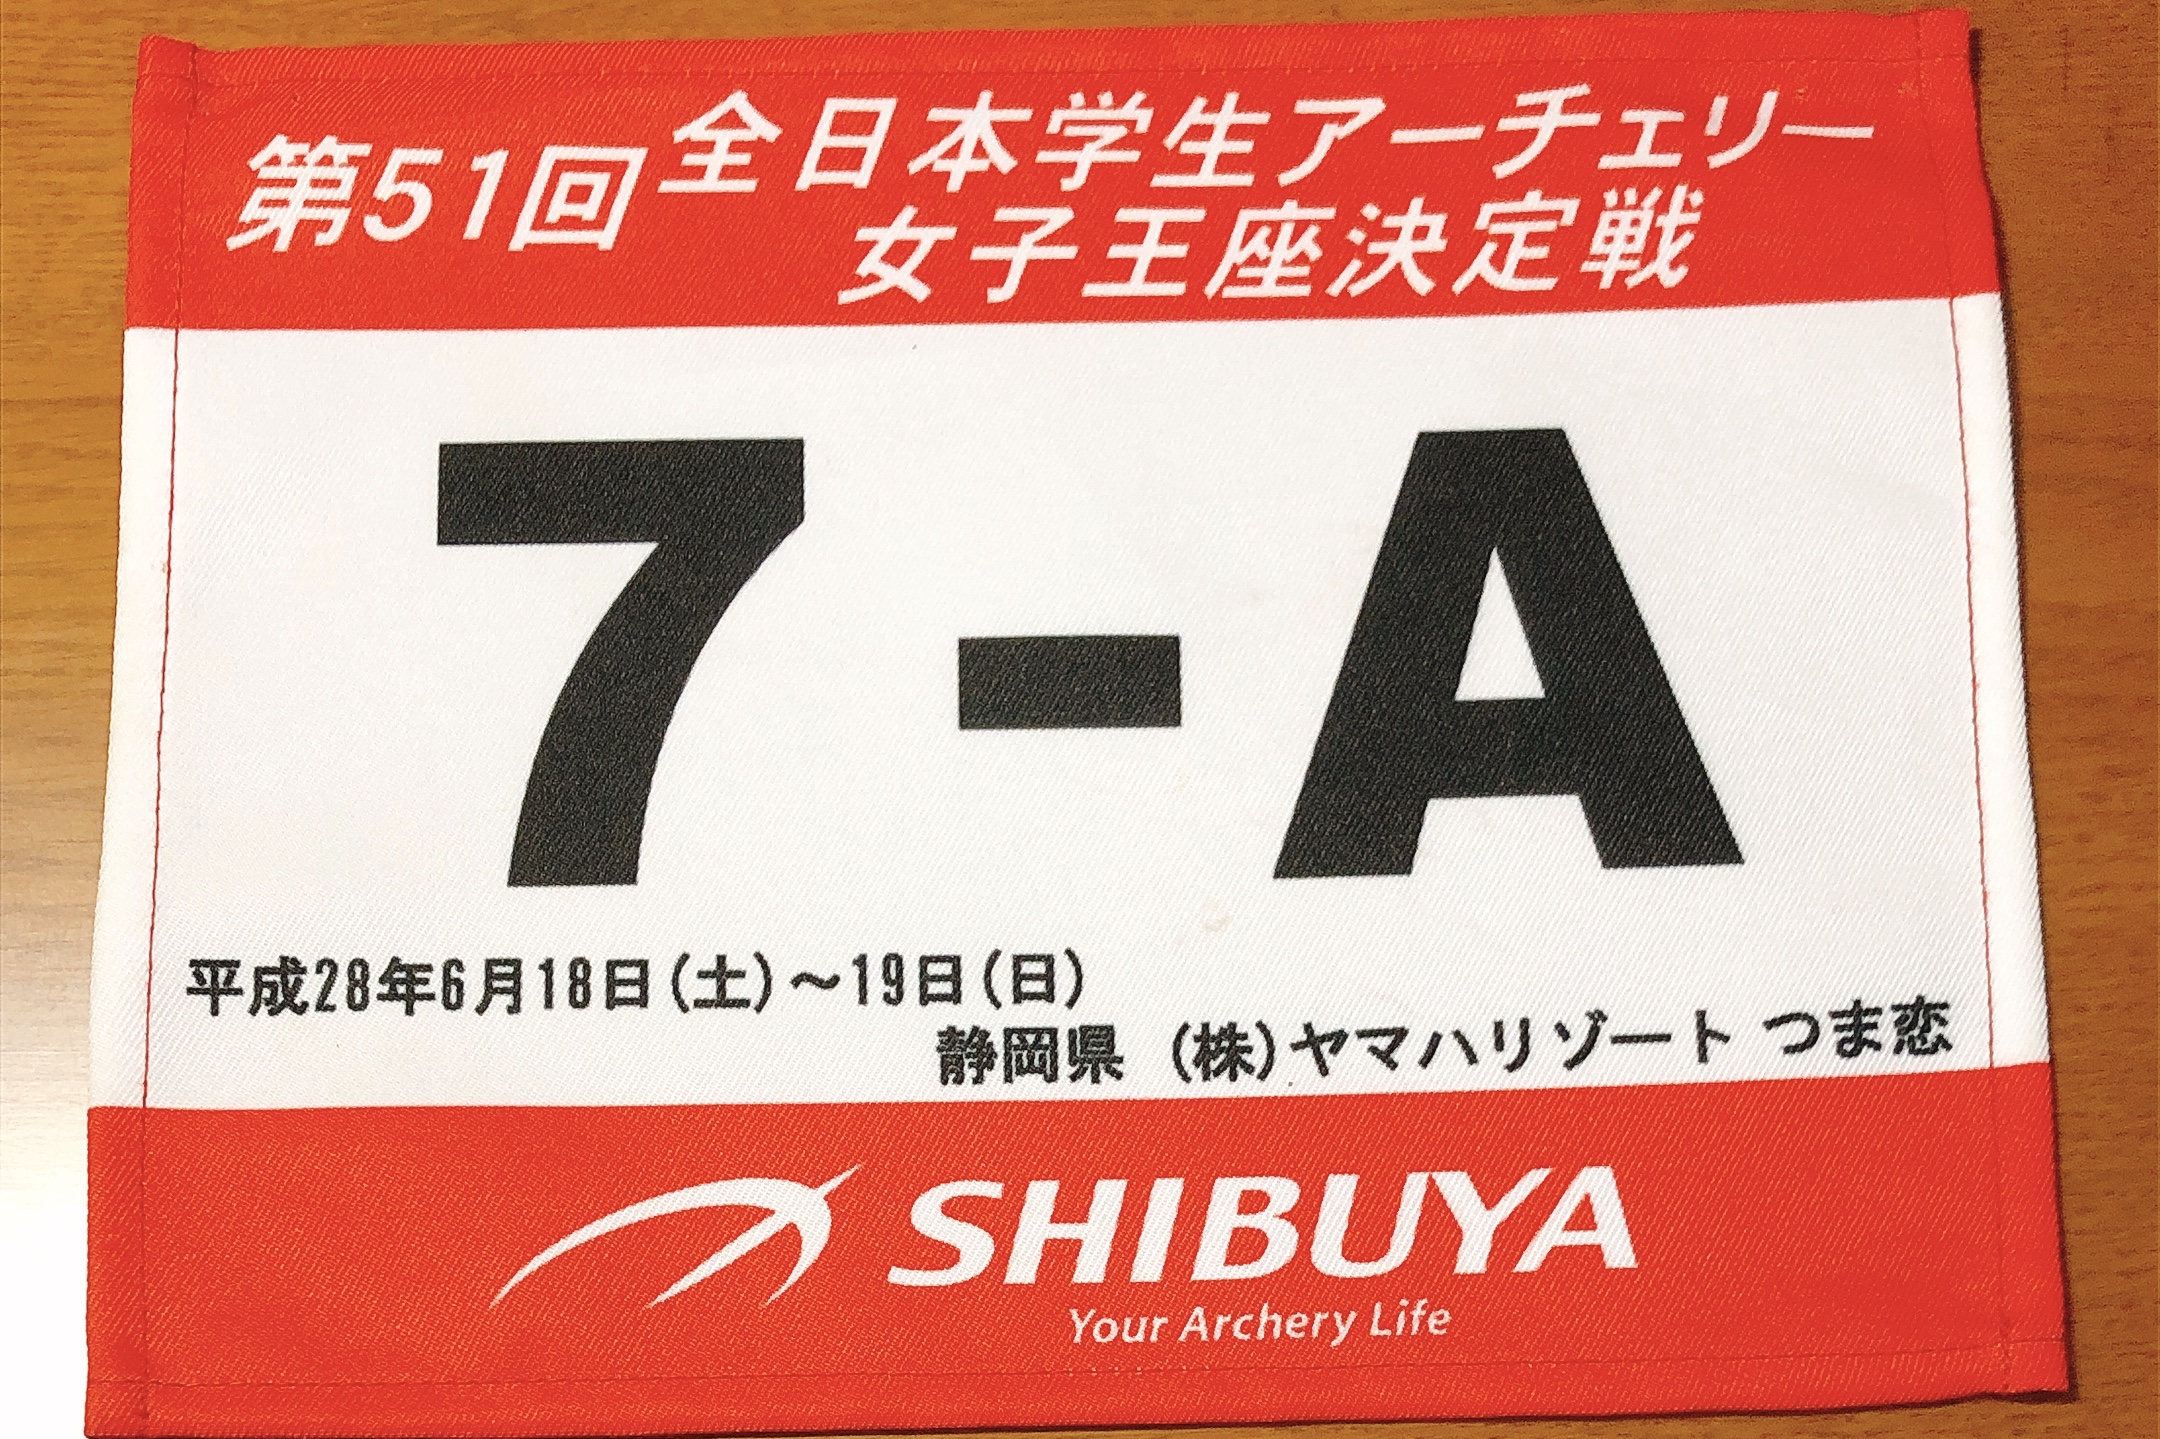 第51回全日本学生アーチェリー
女子王座決定戦
7-A
平成28年6月18日(土)~19日(日)
静岡県 (株)ヤマハリゾート つま恋
SHIBUYA
Your Archery Life